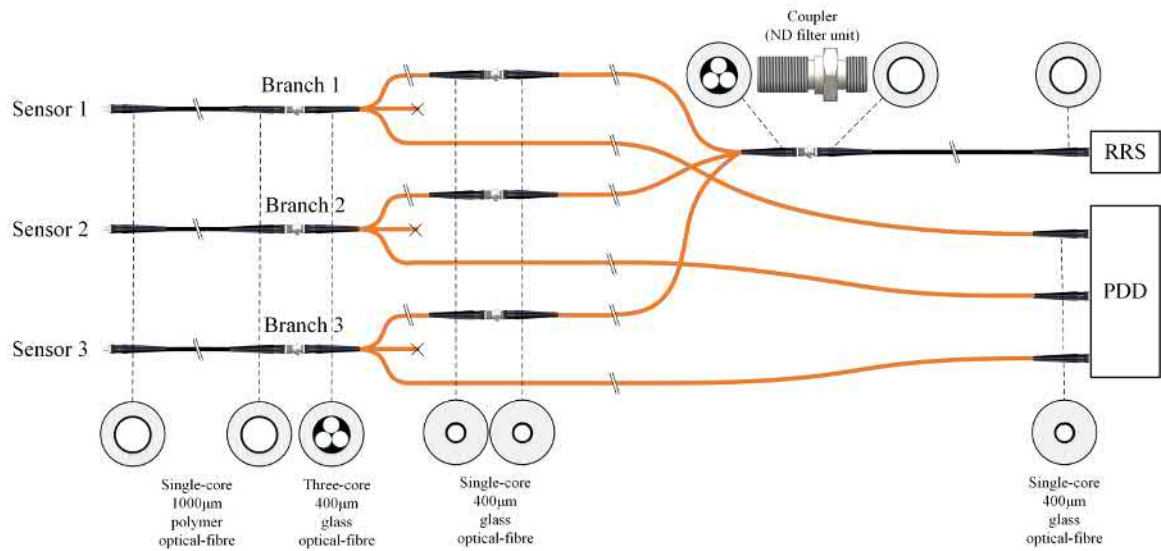 Coupler
(ND filter unit)
Branch 1
Sensor 1
RRS
Branch 2
Sensor 2
PDD
Branch 3
Sensor 3
Single-core
1000μm
polymer
optical-fibre
Three-core
400μm
glass
optical-fibre
Single-core
400μm
glass
optical-fibre
Single-core
400μm
glass
optical-fibre